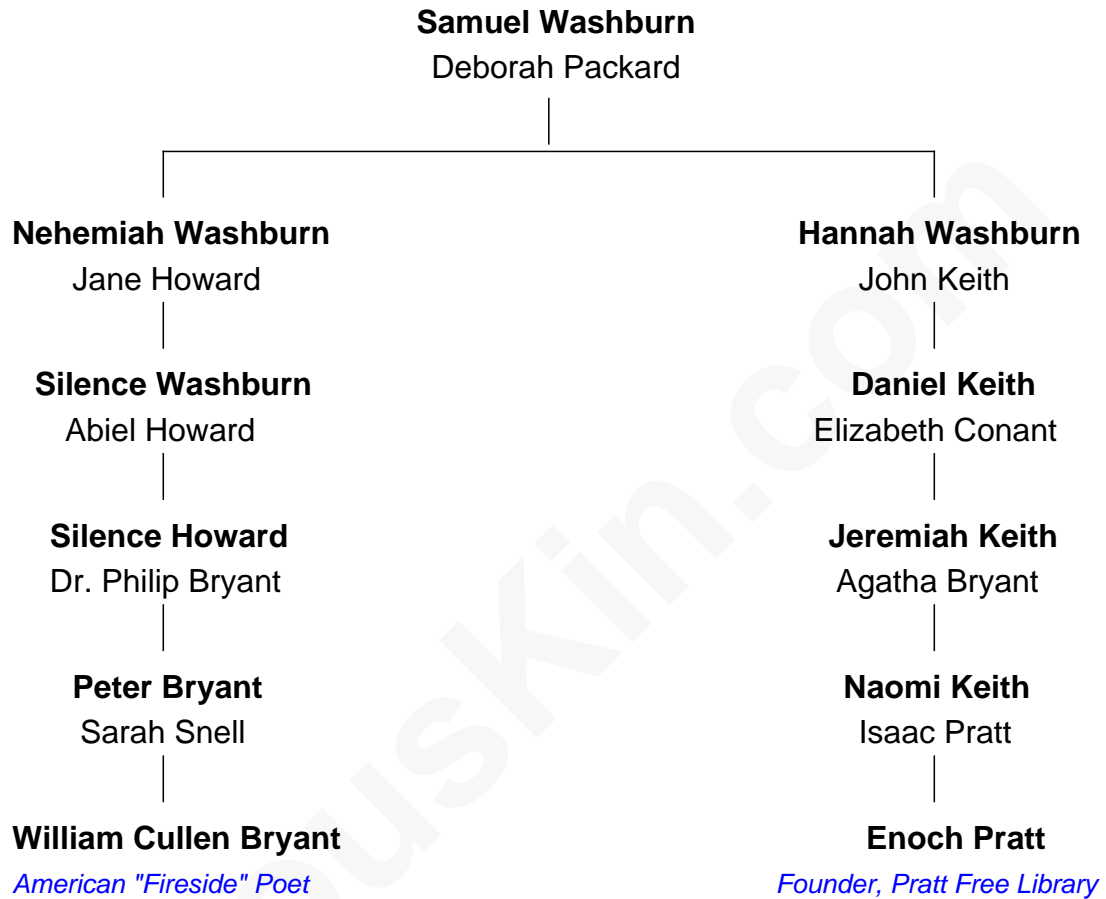 Samuel Washburn
Deborah Packard
Nehemiah Washburn
Jane Howard
Silence Washburn
Abiel Howard
Silence Howard
Dr. Philip Bryant
Peter Bryant
Sarah Snell
William Cullen Bryant
American "Fireside" Poet
Hannah Washburn
John Keith
Daniel Keith
Elizabeth Conant
Jeremiah Keith
Agatha Bryant
Naomi Keith
Isaac Pratt
Enoch Pratt
Founder, Pratt Free Library
ousKin.com